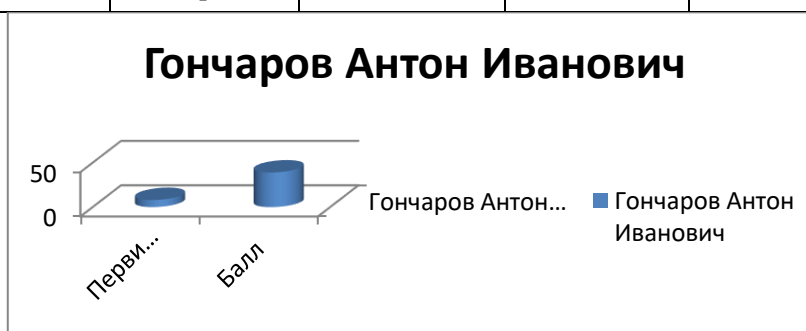 Гончаров Антон Иванович
50
0
Перви...
Балл
Гончаров Антон...
Гончаров Антон
Иванович